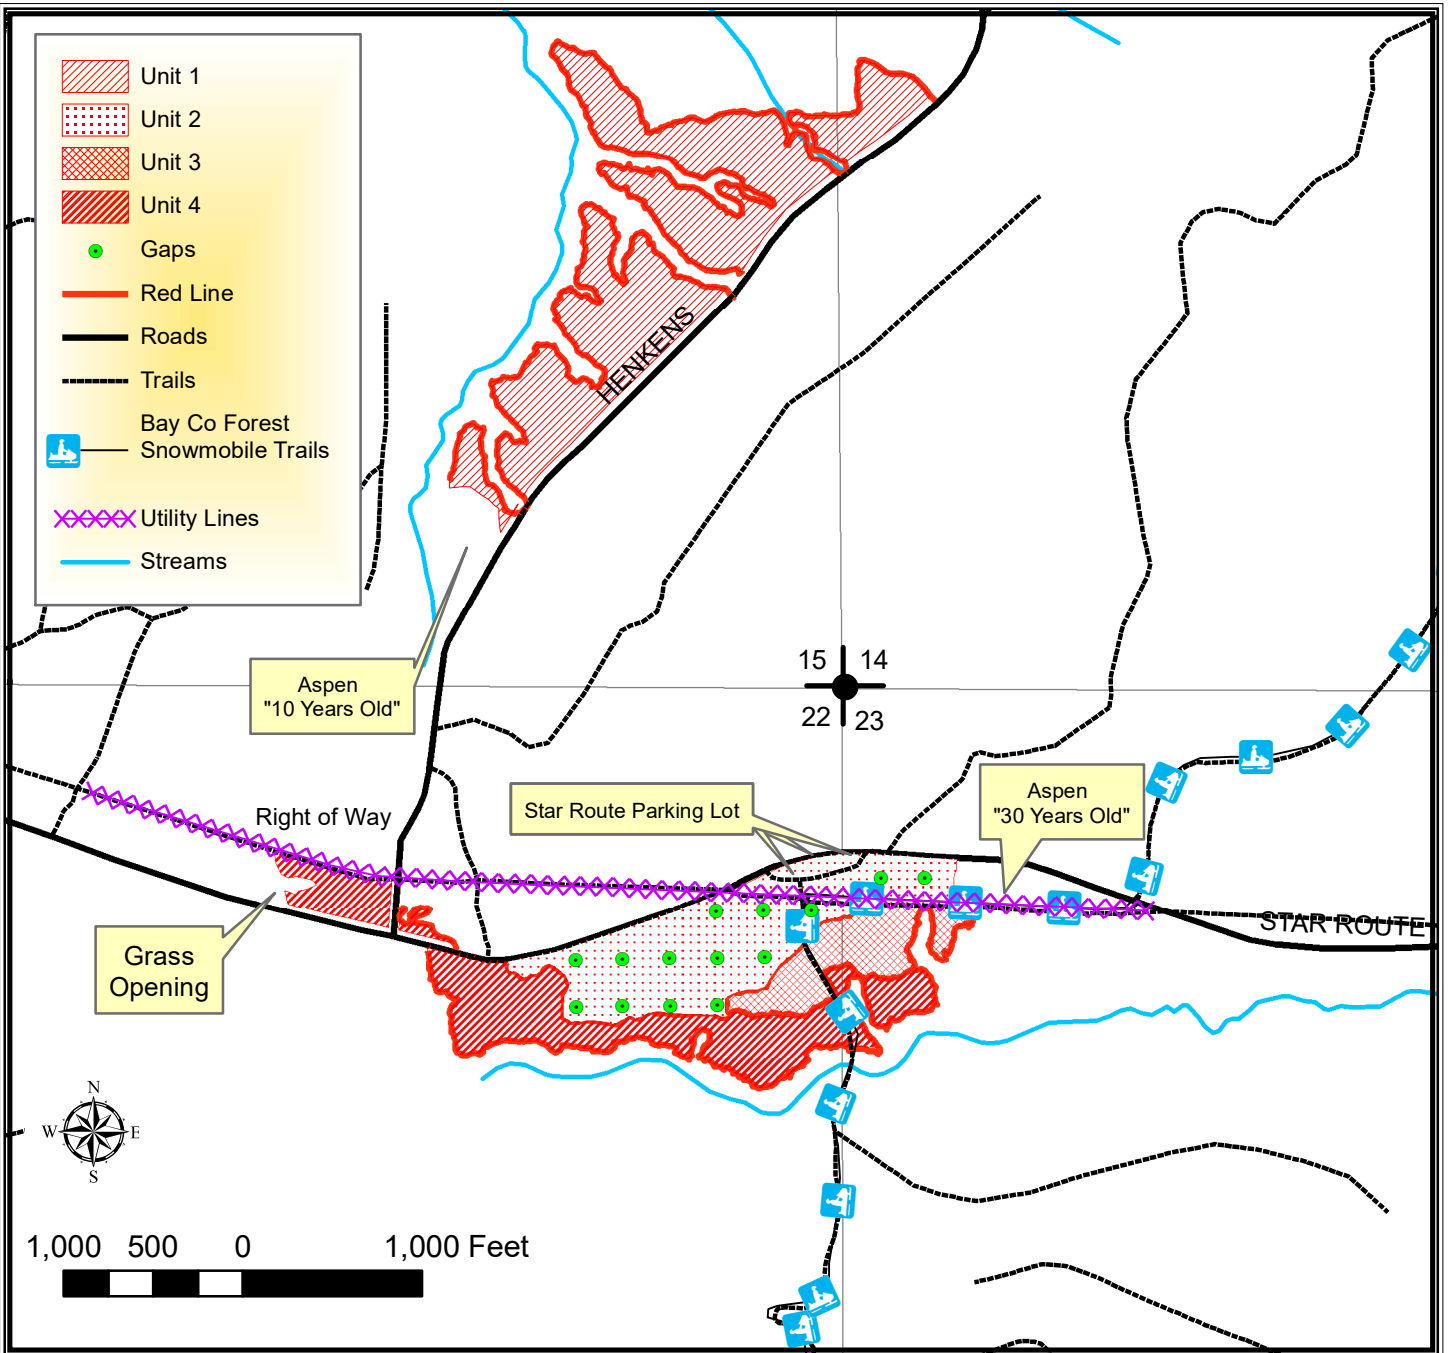 Unit 1
Unit 2
Unit 3
Unit 4
Gaps
Red Line
Roads
Trails
Bay Co Forest
Snowmobile Trails
Utility Lines
Streams
HENKENS
Aspen
"10 Years Old"
15 14
22 23
Right of Way
Star Route Parking Lot
Aspen
"30 Years Old"
STAR ROUTE
Grass
Opening
N
W E
S
1,000 500 0 1,000 Feet